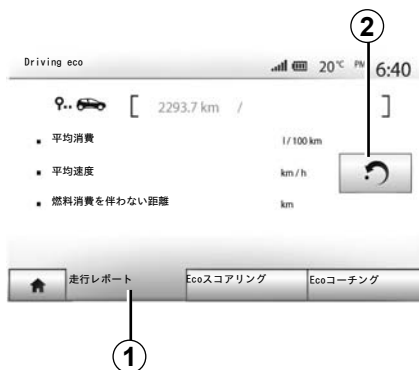 2
Driving eco 20°C PM 6:40
[ 2293.7 km / ]
平均消費 l/100 km
平均速度 km/h
燃料消費を伴わない距離 km
走行レポート Ecoスコアリング Ecoコーチング
1